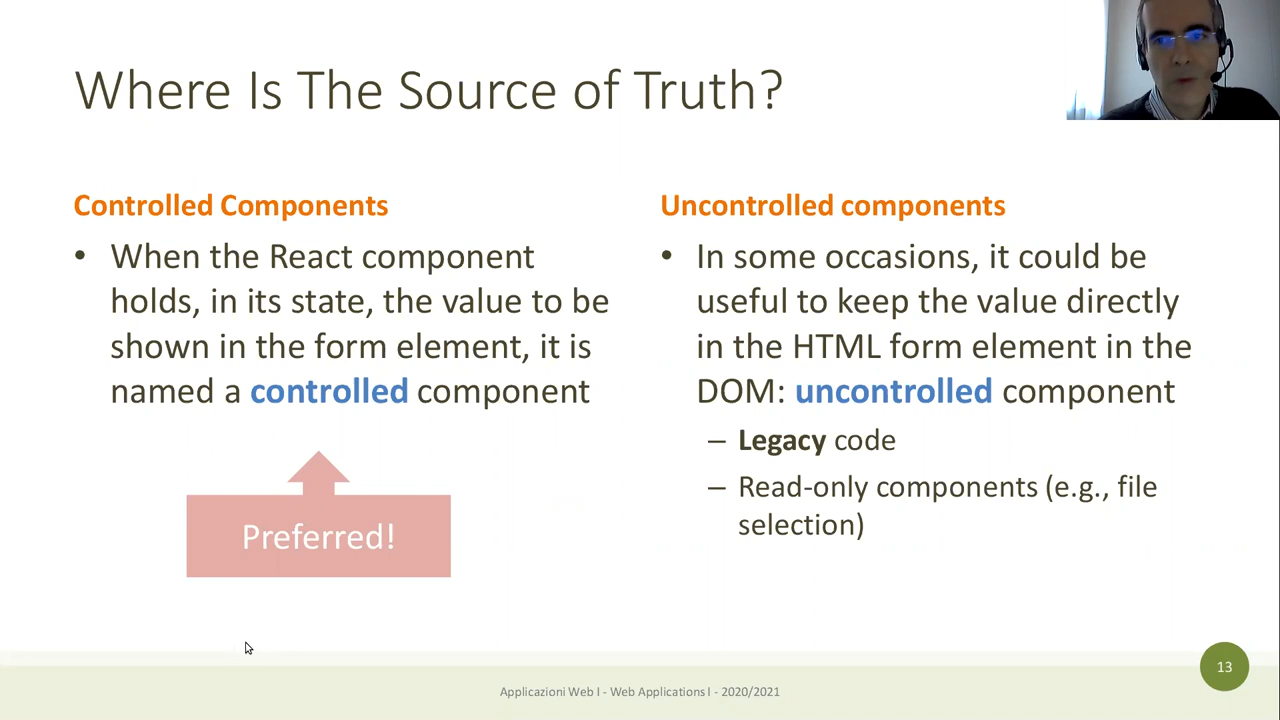 Where Is The Source of Truth?
Controlled Components
• When the React component
holds, in its state, the value to be
shown in the form element, it is
named a controlled component
Preferred!
Uncontrolled components
• In some occasions, it could be
useful to keep the value directly
in the HTML form element in the
DOM: uncontrolled component
– Legacy code
– Read-only components (e.g., file
selection)
Applicazioni Web I - Web Applications I - 2020/2021
13